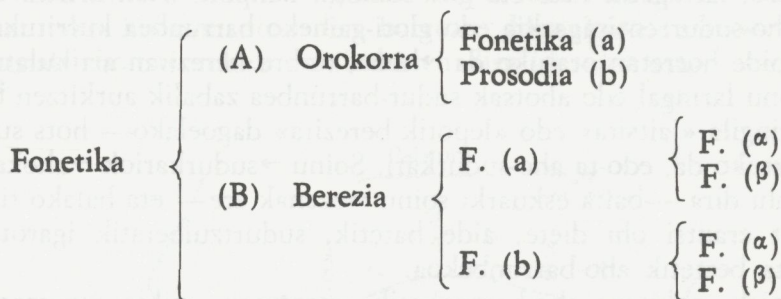 (A) Orokorra Fonetika (a)
Prosodia (b)
Fonetika
(B) Berezia
F. (a) F. (α)
F. (β)
F. (b) F. (α)
F. (β)